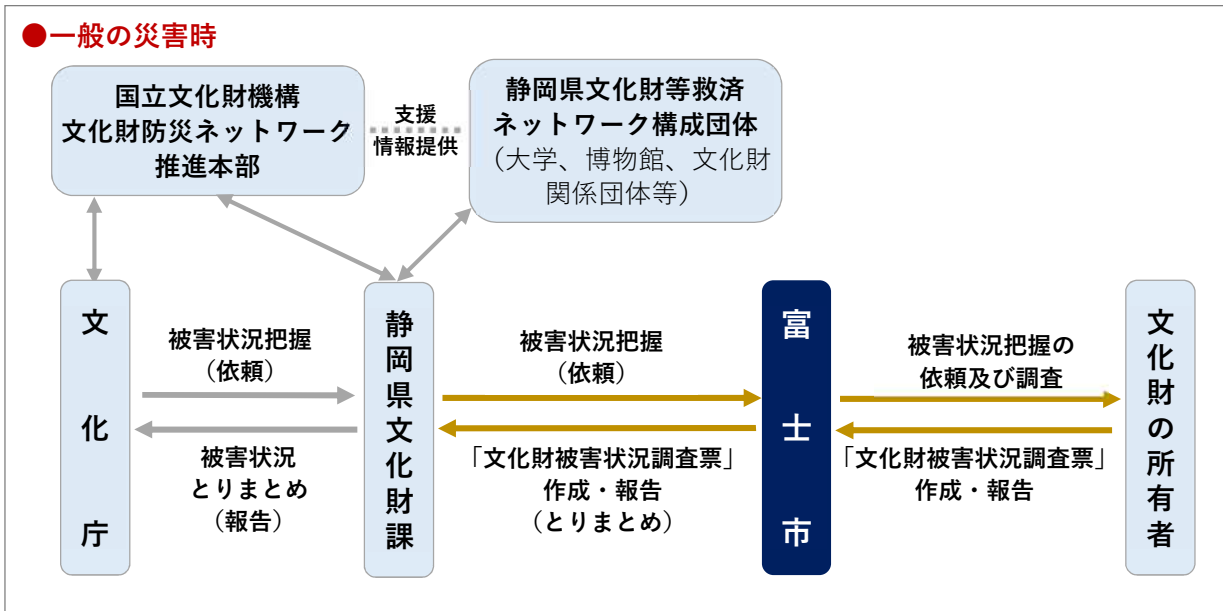 ●一般の災害時
国立文化財機構
文化財防災ネットワーク
推進本部
支援
情報提供
静岡県文化財等救済
ネットワーク構成団体
（大学、博物館、文化財
関係団体等）
文化庁
被害状況把握
（依頼）
被害状況
とりまとめ
（報告）
静岡県文化財課
被害状況把握
（依頼）
「文化財被害状況調査票」
作成・報告
（とりまとめ）
富士市
被害状況把握の
依頼及び調査
「文化財被害状況調査票」
作成・報告
文化財の所有者